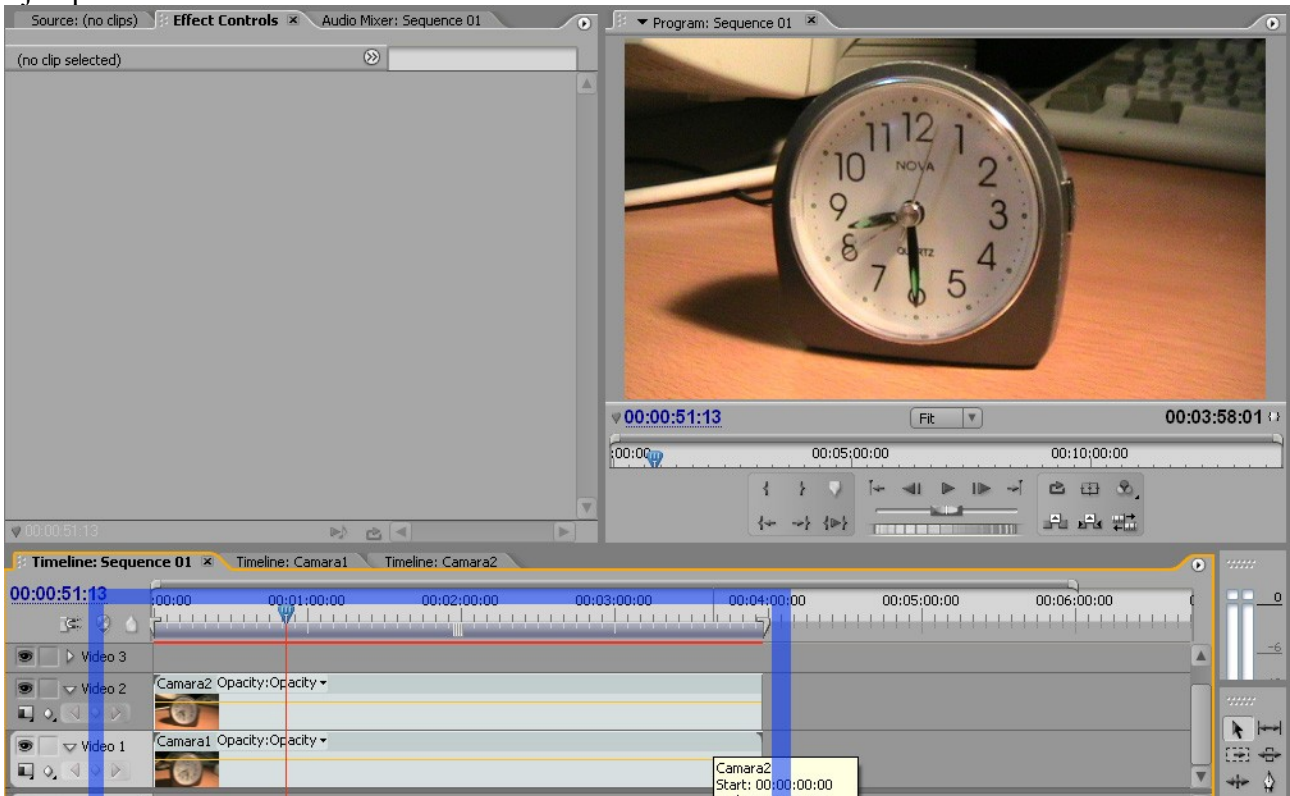 Source: (no clips) Effect Controls Audio Mixer: Sequence 01
(no clip selected)
00:00:51:13
Program: Sequence 01
12
11 1
10 NOVA 2
9 3
8 QUARTZ 4
7 6 5
00:00:51:13 Fit 00:03:58:01
:00:00 00:05:00:00 00:10:00:00
Timeline: Sequence 01 Timeline: Camara1 Timeline: Camara2
00:00:51:13
:00:00 00:01:00:00 00:02:00:00 00:03:00:00 00:04:00:00 00:05:00:00 00:06:00:00
Video 3
Video 2 Camara2 Opacity:Opacity
Video 1 Camara1 Opacity:Opacity
Camara2
Start: 00:00:00:00
0
-6